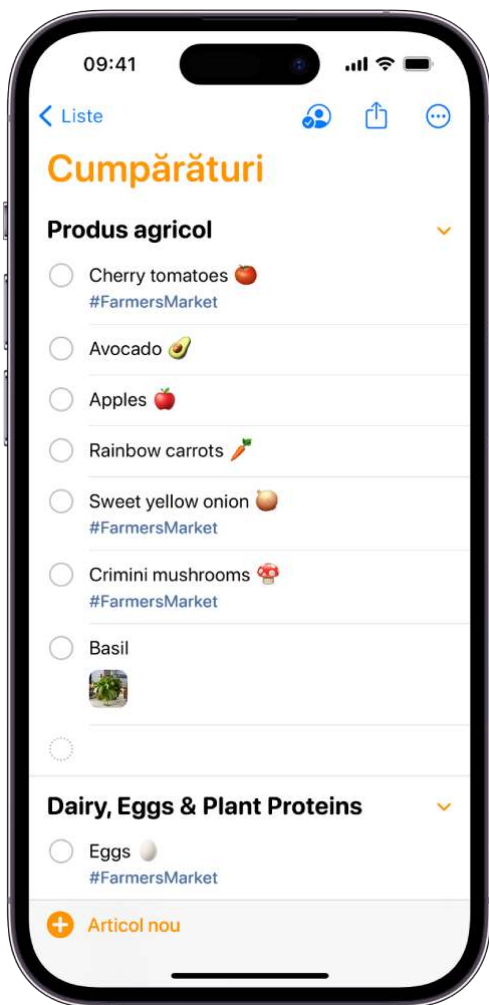 09:41
Liste
Cumpărături
Produs agricol
Cherry tomatoes 🍅
#FarmersMarket
Avocado 🥑
Apples 🍎
Rainbow carrots 🥕
Sweet yellow onion 🧅
#FarmersMarket
Crimini mushrooms 🍄
#FarmersMarket
Basil
Dairy, Eggs & Plant Proteins
Eggs 🥚
#FarmersMarket
Articol nou